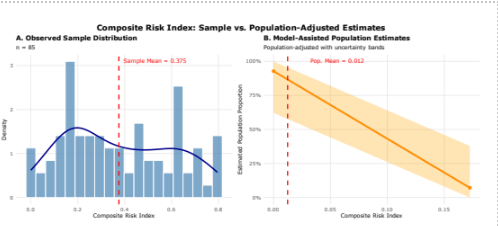 Composite Risk Index: Sample vs. Population-Adjusted Estimates
A. Observed Sample Distribution
n = 85
Sample Mean = 0.375
3
2
1
0
Density
0.0 0.2 0.4 0.6 0.8
Composite Risk Index
B. Model-Assisted Population Estimates
Population-adjusted with uncertainty bands
Pop. Mean = 0.012
100%
75%
50%
25%
0%
Estimated Population Proportion
0.00 0.05 0.10 0.15
Composite Risk Index